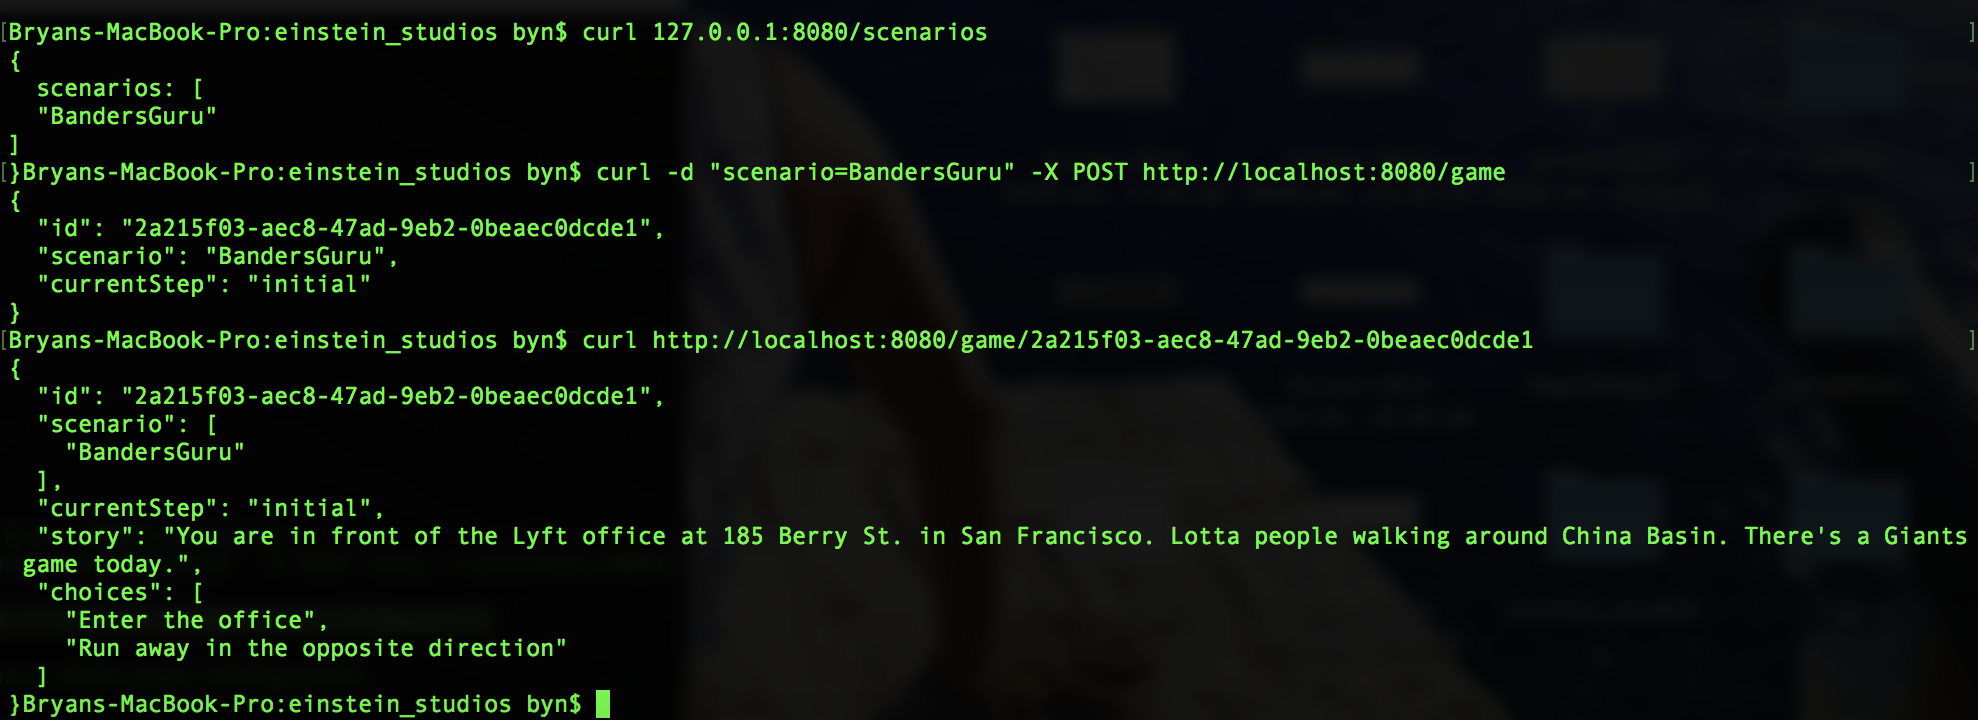 [Bryans-MacBook-Pro:einstein_studios byn$ curl 127.0.0.1:8080/scenarios ]
{
  scenarios: [
  "BandersGuru"
]
[}Bryans-MacBook-Pro:einstein_studios byn$ curl -d "scenario=BandersGuru" -X POST http://localhost:8080/game ]
{
  "id": "2a215f03-aec8-47ad-9eb2-0beaec0dcde1",
  "scenario": "BandersGuru",
  "currentStep": "initial"
}
[Bryans-MacBook-Pro:einstein_studios byn$ curl http://localhost:8080/game/2a215f03-aec8-47ad-9eb2-0beaec0dcde1 ]
{
  "id": "2a215f03-aec8-47ad-9eb2-0beaec0dcde1",
  "scenario": [
    "BandersGuru"
  ],
  "currentStep": "initial",
  "story": "You are in front of the Lyft office at 185 Berry St. in San Francisco. Lotta people walking around China Basin. There's a Giants
 game today.",
  "choices": [
    "Enter the office",
    "Run away in the opposite direction"
  ]
}Bryans-MacBook-Pro:einstein_studios byn$